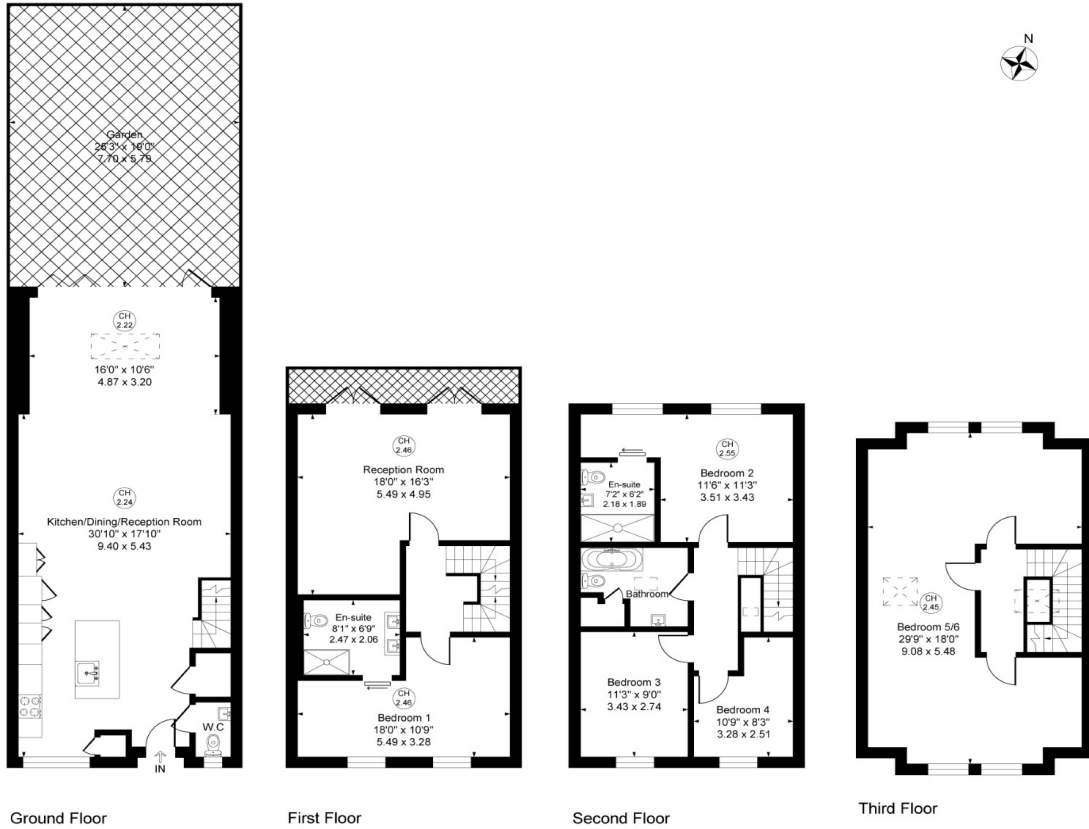 N
Garden
25'3" x 19'0"
7.70 x 5.79
CH
2.22
16'0" x 10'6"
4.87 x 3.20
CH
2.24
Kitchen/Dining/Reception Room
30'10" x 17'10"
9.40 x 5.43
W.C
IN
Ground Floor
CH
2.46
Reception Room
18'0" x 16'3"
5.49 x 4.95
En-suite
8'1" x 6'9"
2.47 x 2.06
CH
2.46
Bedroom 1
18'0" x 10'9"
5.49 x 3.28
First Floor
CH
2.55
Bedroom 2
11'6" x 11'3"
3.51 x 3.43
En-suite
7'2" x 6'2"
2.18 x 1.89
Bathroom
Bedroom 3
11'3" x 9'0"
3.43 x 2.74
Bedroom 4
10'9" x 8'3"
3.28 x 2.51
Second Floor
CH
2.45
Bedroom 5/6
29'9" x 18'0"
9.08 x 5.48
Third Floor